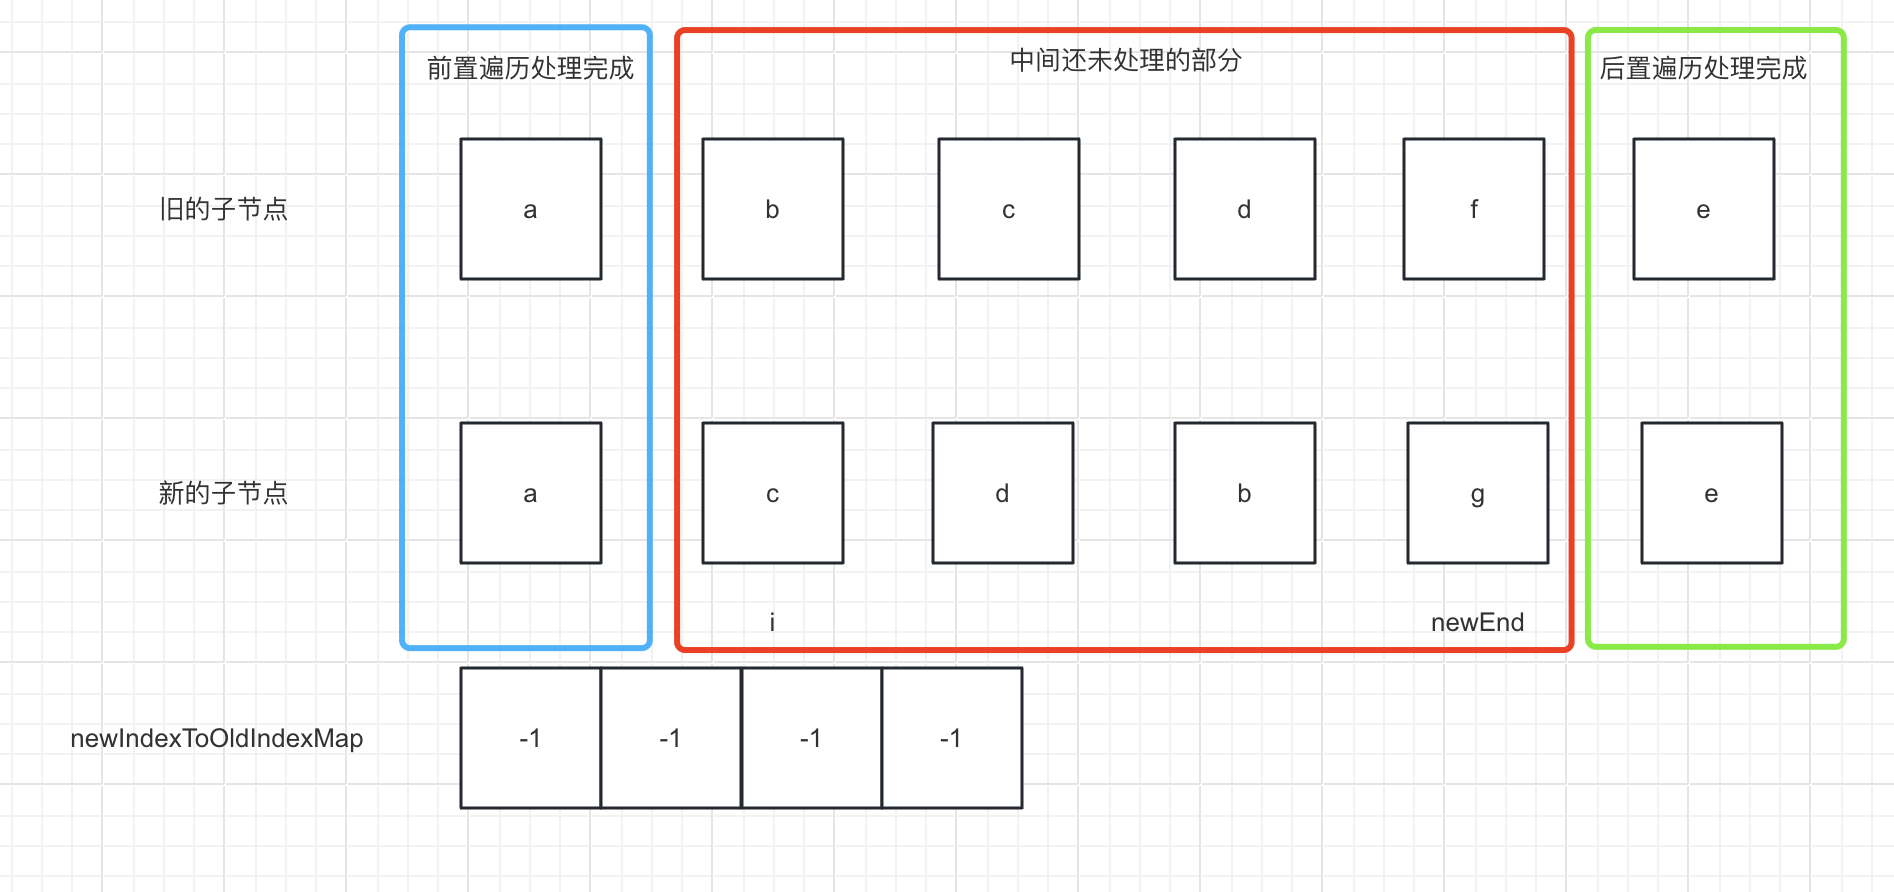 前置遍历处理完成
中间还未处理的部分
后置遍历处理完成
旧的子节点
a
b
c
d
f
e
新的子节点
a
c
d
b
g
e
i
newEnd
newIndexToOldIndexMap
-1
-1
-1
-1